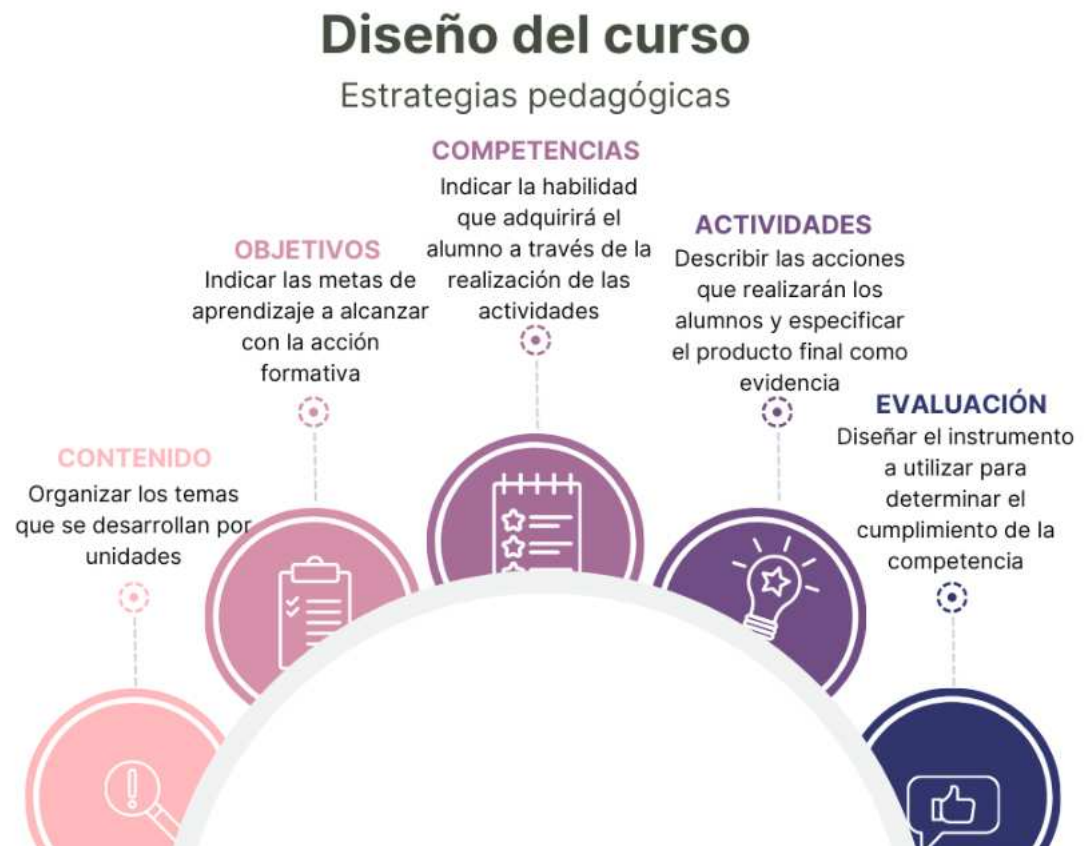 Diseño del curso
Estrategias pedagógicas
COMPETENCIAS
Indicar la habilidad
que adquirirá el
alumno a través de la
realización de las
actividades
ACTIVIDADES
Describir las acciones
que realizarán los
alumnos y especificar
el producto final como
evidencia
OBJETIVOS
Indicar las metas de
aprendizaje a alcanzar
con la acción
formativa
EVALUACIÓN
Diseñar el instrumento
a utilizar para
determinar el
cumplimiento de la
competencia
CONTENIDO
Organizar los temas
que se desarrollan por
unidades